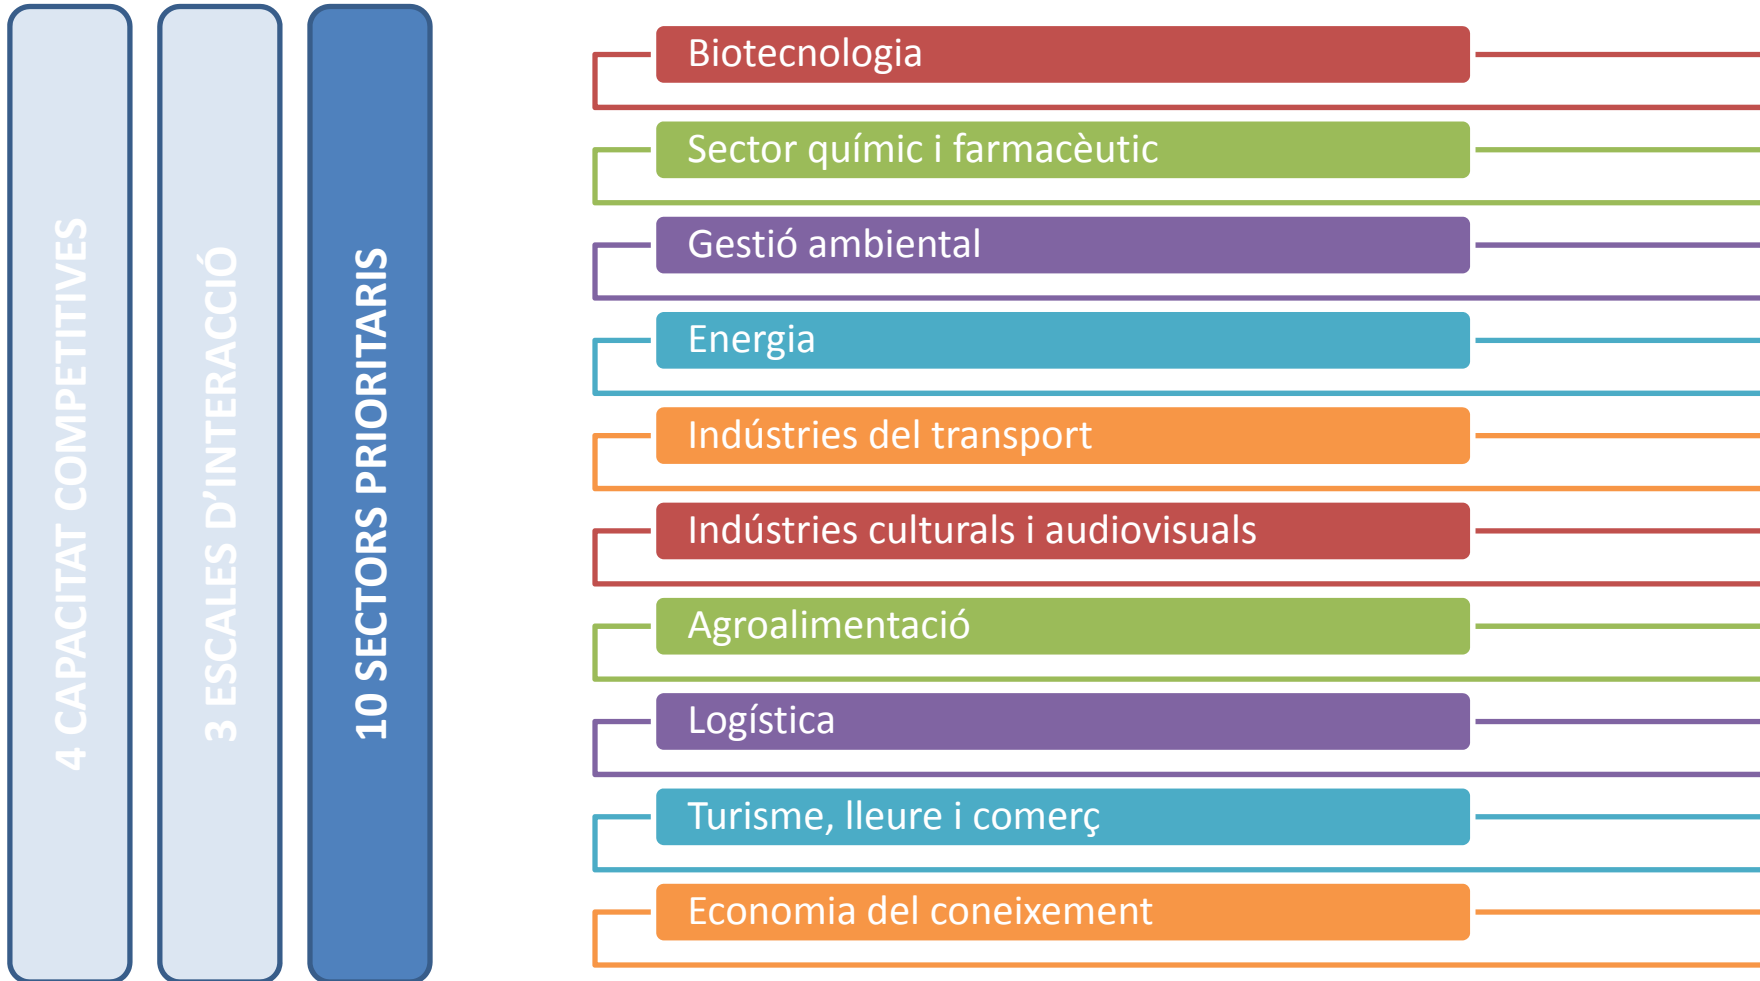 4 CAPACITAT COMPETITIVES
3 ESCALES D’INTERACCIÓ
10 SECTORS PRIORITARIS
Biotecnologia
Sector químic i farmacèutic
Gestió ambiental
Energia
Indústries del transport
Indústries culturals i audiovisuals
Agroalimentació
Logística
Turisme, lleure i comerç
Economia del coneixement